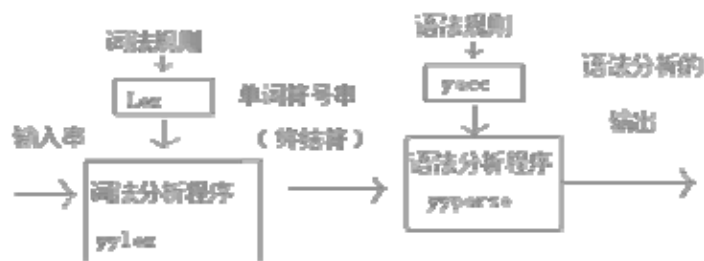 词法规则
语法规则
Lex
yacc
单词符号串
(终结符)
语法分析的
输出
输入串
词法分析程序
yylex
语法分析程序
yyparse